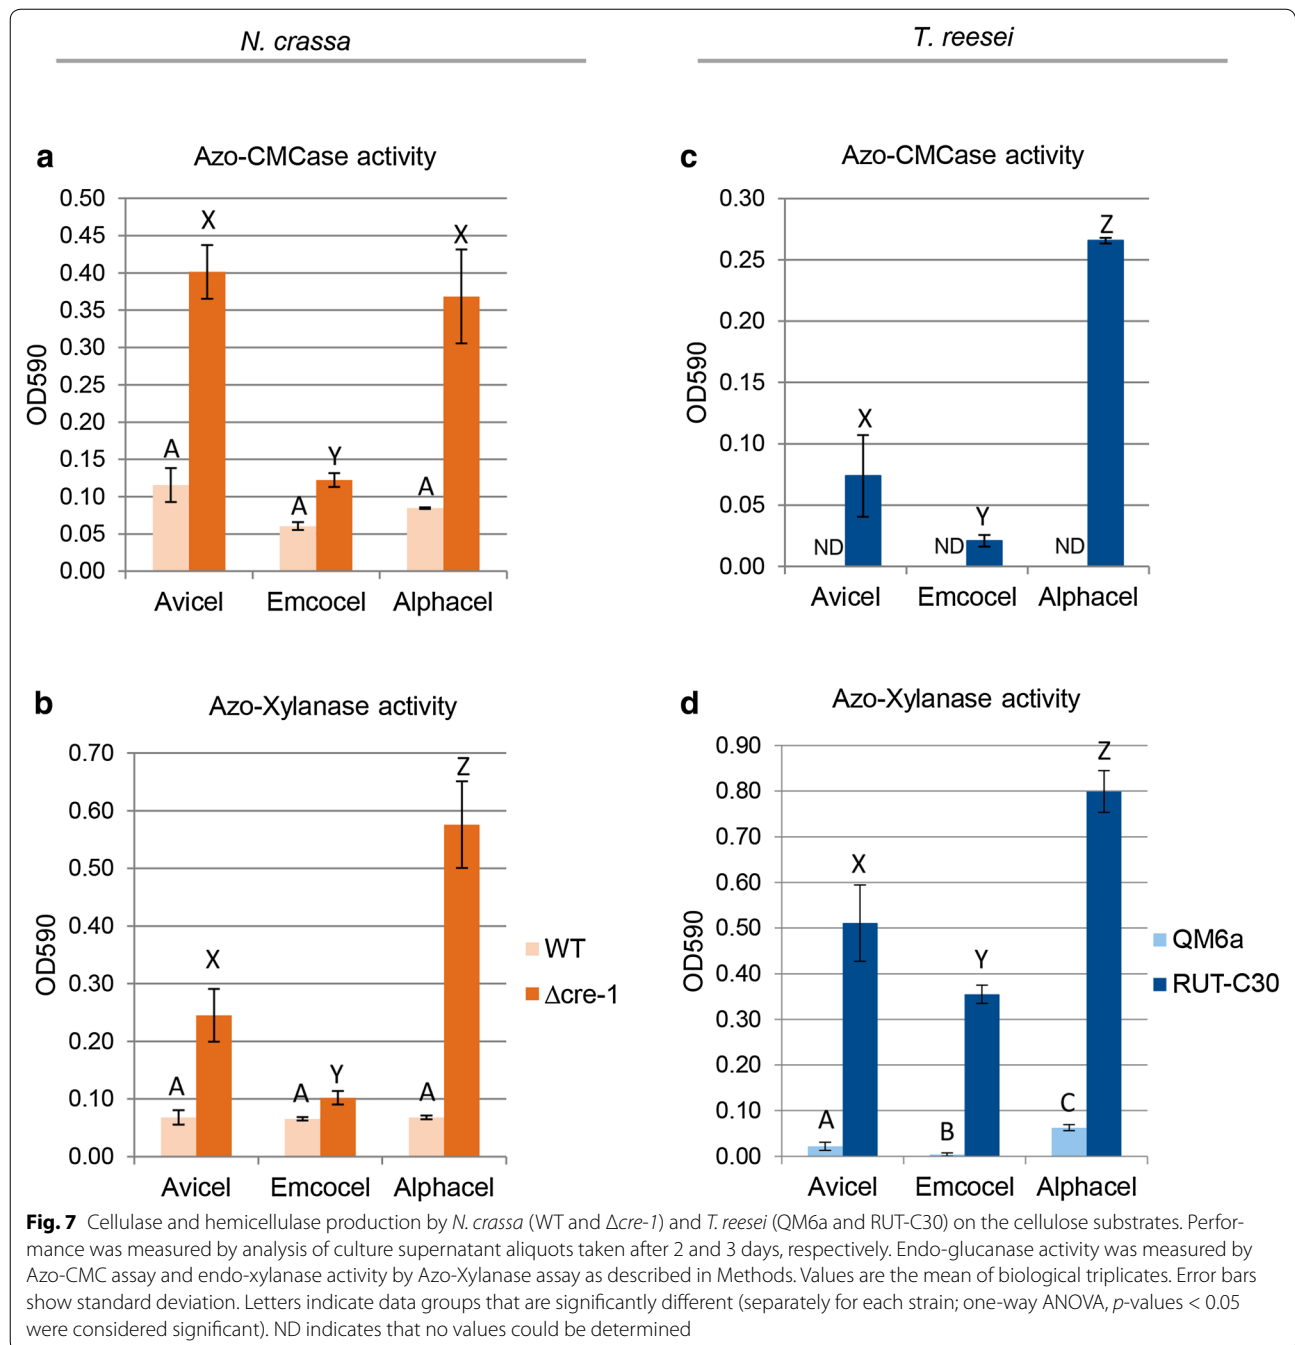 N. crassa
T. reesei
a
Azo-CMCase activity
0.50
0.45
0.40
0.35
0.30
0.25
0.20
0.15
0.10
0.05
0.00
OD590
A
X
A
Y
A
X
Avicel
Emcocel
Alphacel
c
Azo-CMCase activity
0.30
0.25
0.20
0.15
0.10
0.05
0.00
OD590
ND
X
ND
Y
ND
Z
Avicel
Emcocel
Alphacel
b
Azo-Xylanase activity
0.70
0.60
0.50
0.40
0.30
0.20
0.10
0.00
OD590
A
X
A
Y
A
Z
Avicel
Emcocel
Alphacel
WT
Δcre-1
d
Azo-Xylanase activity
0.90
0.80
0.70
0.60
0.50
0.40
0.30
0.20
0.10
0.00
OD590
A
X
B
Y
C
Z
Avicel
Emcocel
Alphacel
QM6a
RUT-C30
Fig. 7 Cellulase and hemicellulase production by N. crassa (WT and Δcre-1) and T. reesei (QM6a and RUT-C30) on the cellulose substrates. Perfor-
mance was measured by analysis of culture supernatant aliquots taken after 2 and 3 days, respectively. Endo-glucanase activity was measured by
Azo-CMC assay and endo-xylanase activity by Azo-Xylanase assay as described in Methods. Values are the mean of biological triplicates. Error bars
show standard deviation. Letters indicate data groups that are significantly different (separately for each strain; one-way ANOVA, p-values < 0.05
were considered significant). ND indicates that no values could be determined